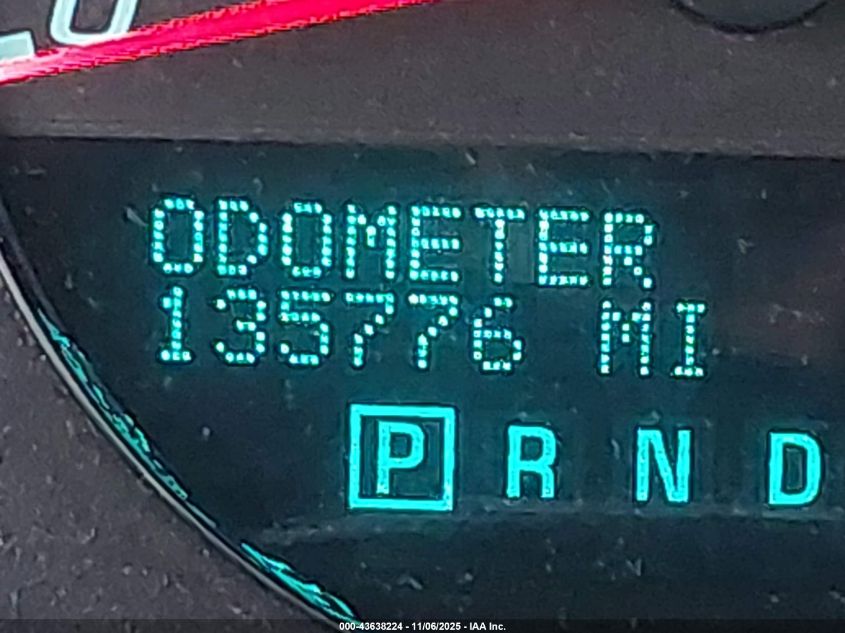 ODOMETER
135776 MI
P R N D
000-43638224 - 11/06/2025 - IAA Inc.